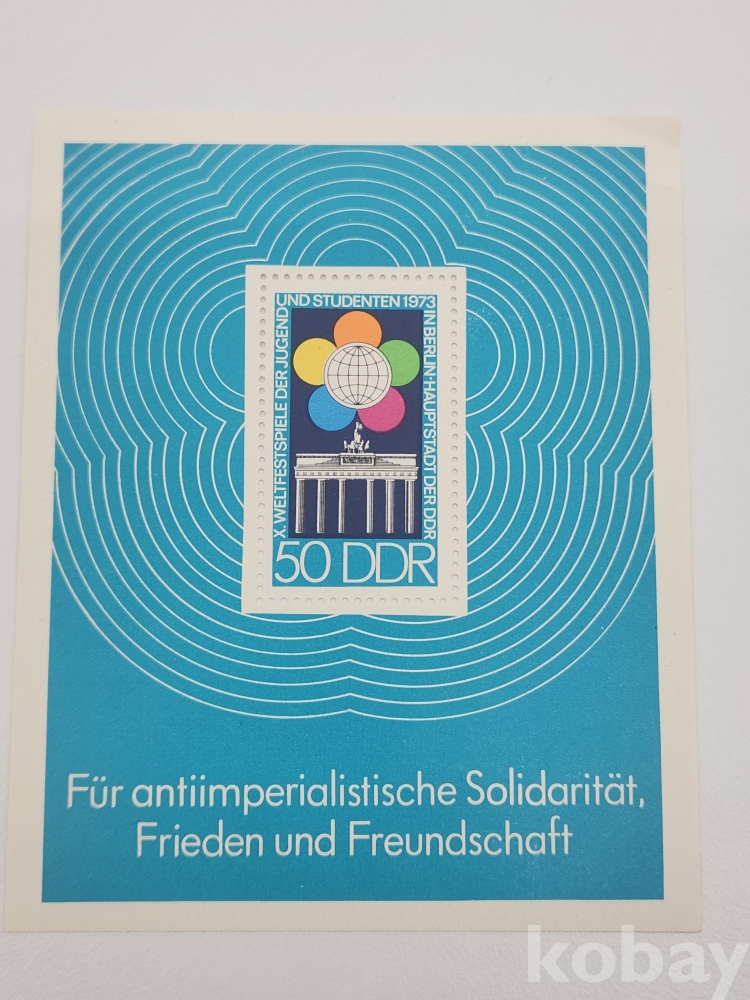 X. WELTFESTSPIELE DER JUGEND
UND STUDENTEN 1973
IN BERLIN · HAUPTSTADT DER DDR
50 DDR
Für antiimperialistische Solidarität,
Frieden und Freundschaft
kobay